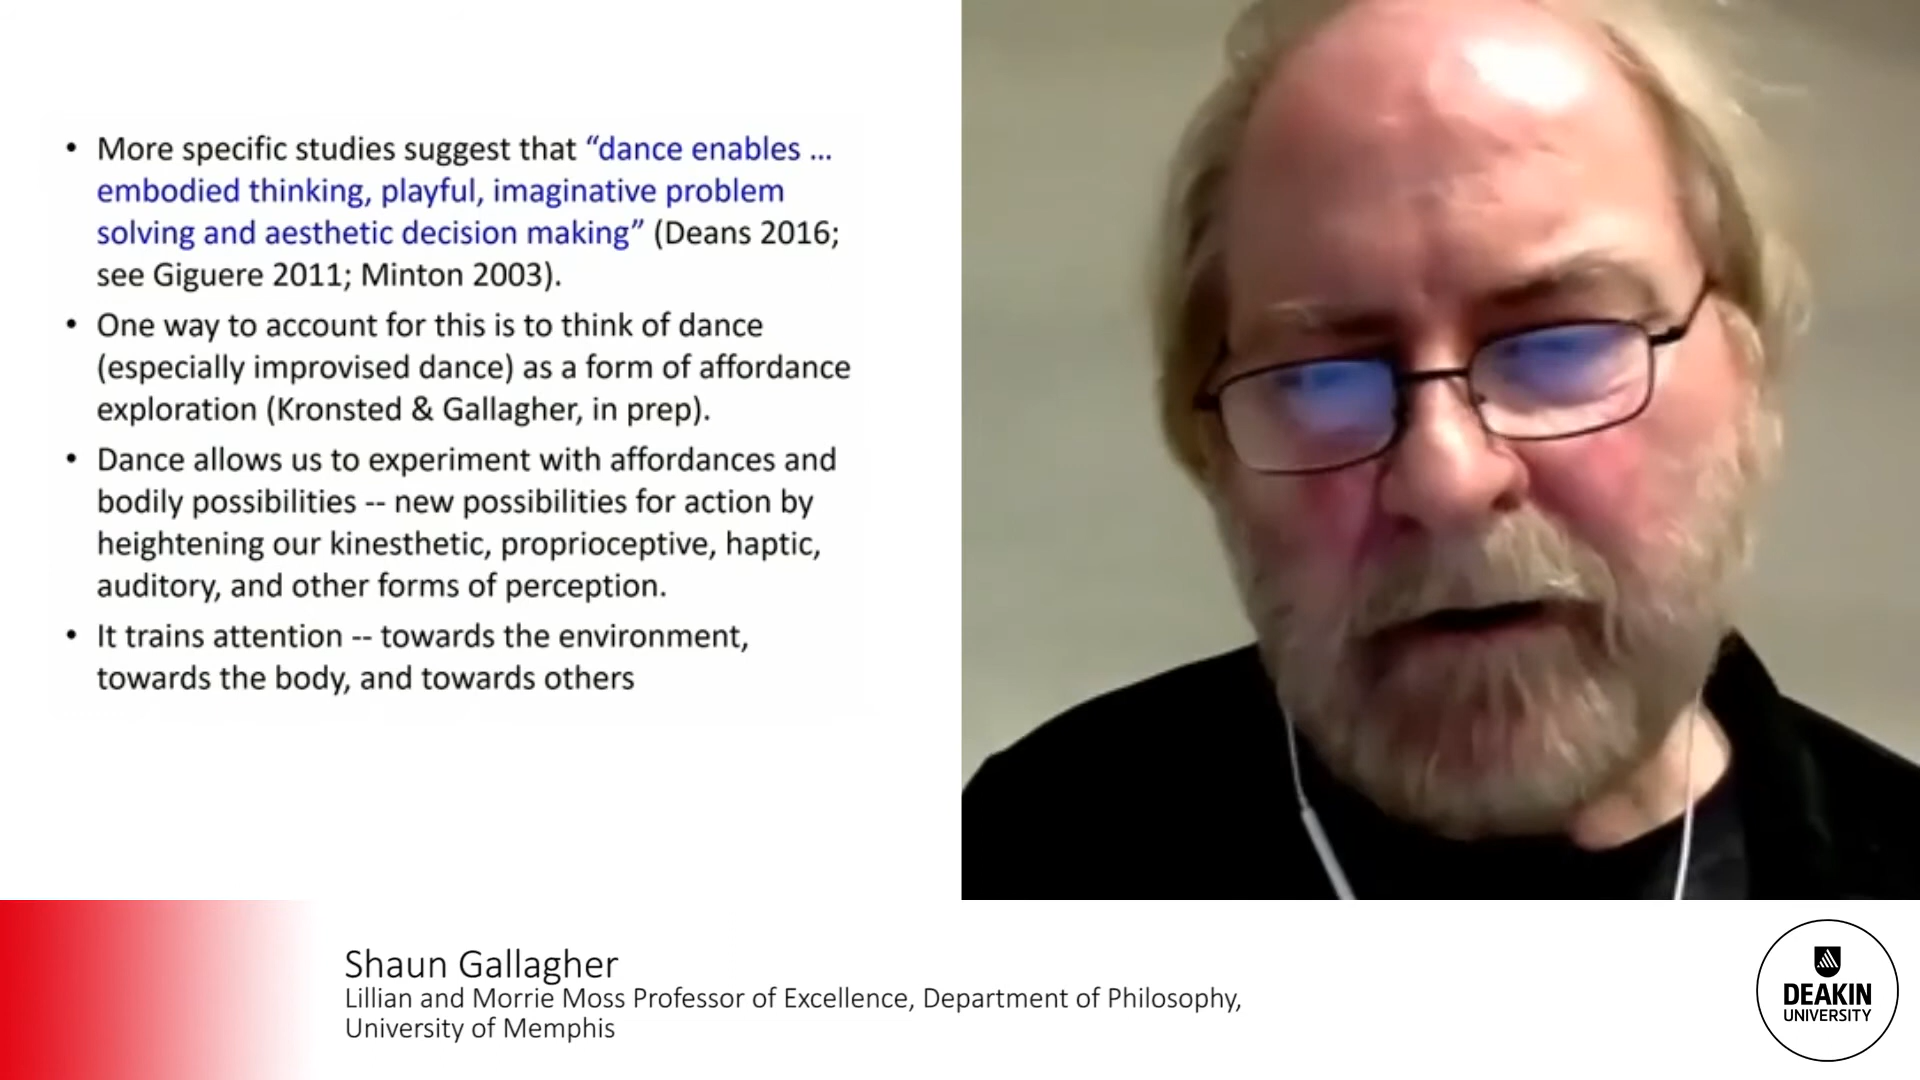 • More specific studies suggest that “dance enables ...
embodied thinking, playful, imaginative problem
solving and aesthetic decision making” (Deans 2016;
see Giguere 2011; Minton 2003).
• One way to account for this is to think of dance
(especially improvised dance) as a form of affordance
exploration (Kronsted & Gallagher, in prep).
• Dance allows us to experiment with affordances and
bodily possibilities -- new possibilities for action by
heightening our kinesthetic, proprioceptive, haptic,
auditory, and other forms of perception.
• It trains attention -- towards the environment,
towards the body, and towards others
Shaun Gallagher
Lillian and Morrie Moss Professor of Excellence, Department of Philosophy,
University of Memphis
DEAKIN
UNIVERSITY